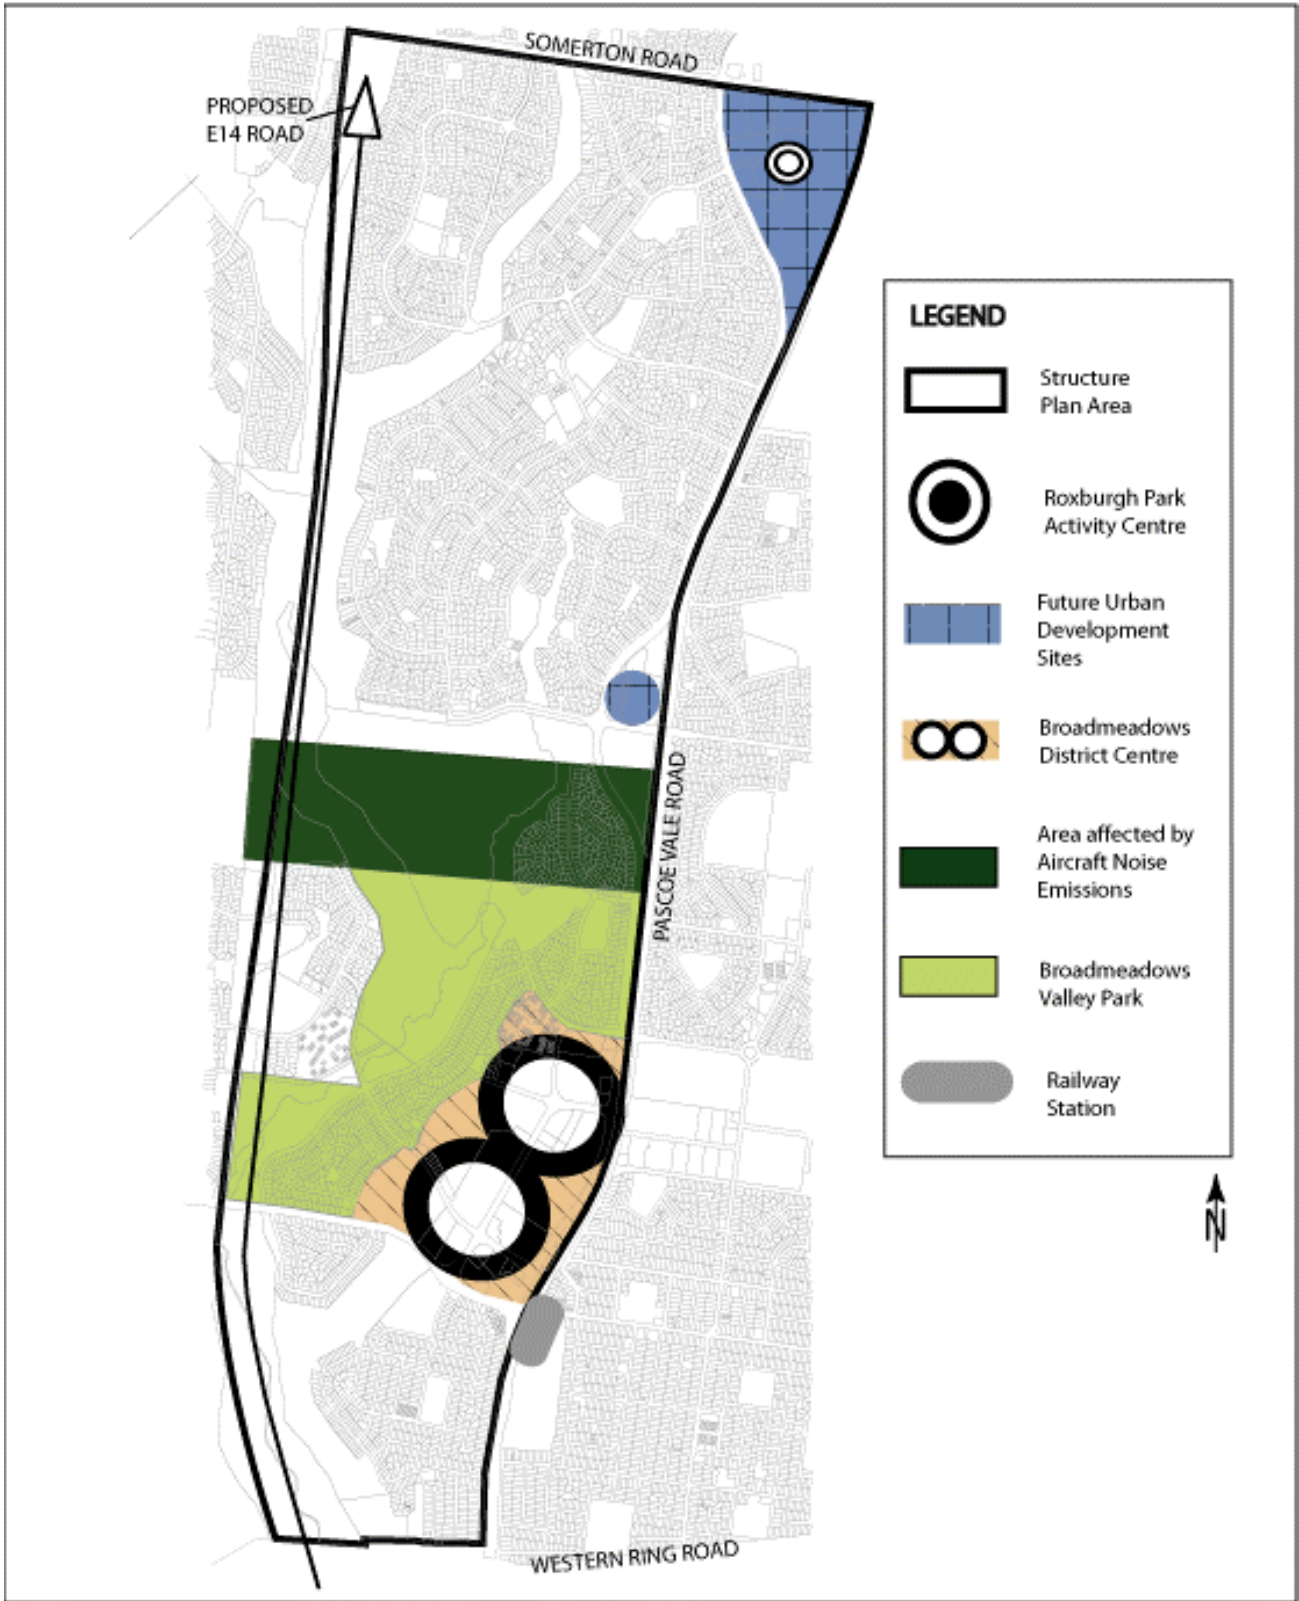 SOMERTON ROAD
PROPOSED
E14 ROAD
LEGEND
Structure
Plan Area
Roxburgh Park
Activity Centre
Future Urban
Development
Sites
Broadmeadows
District Centre
Area affected by
Aircraft Noise
Emissions
Broadmeadows
Valley Park
Railway
Station
PASCOE VALE ROAD
N
WESTERN RING ROAD